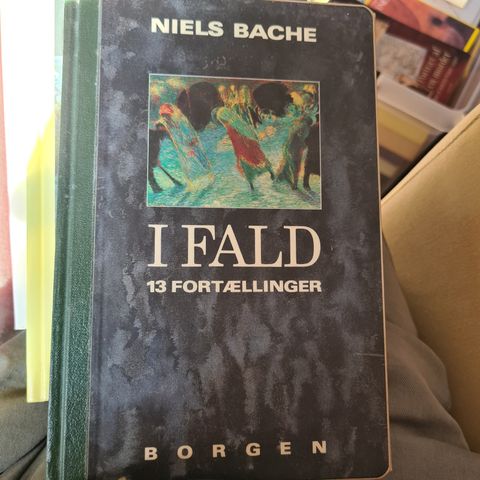 NIELS BACHE
I FALD
13 FORTÆLLINGER
BORGEN